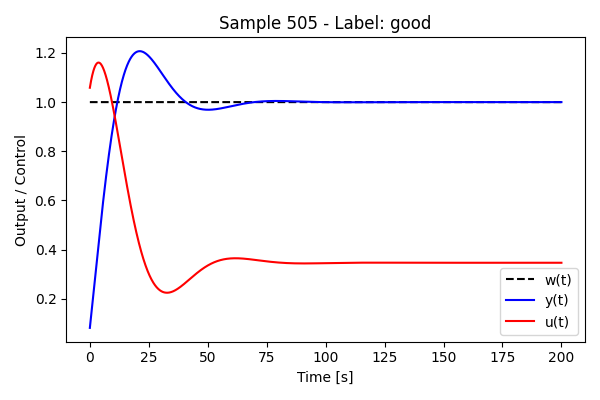 Sample 505 - Label: good
Output / Control
1.2
1.0
0.8
0.6
0.4
0.2
w(t)
y(t)
u(t)
0 25 50 75 100 125 150 175 200
Time [s]